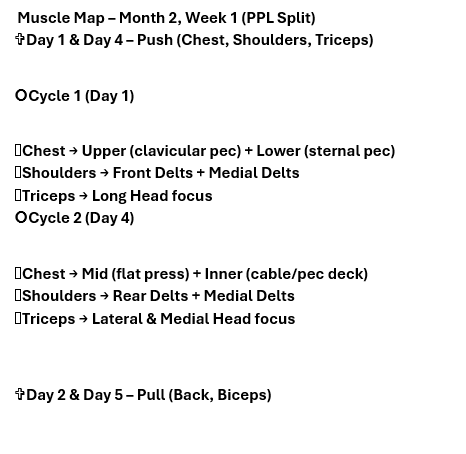 Muscle Map – Month 2, Week 1 (PPL Split)
✞Day 1 & Day 4 – Push (Chest, Shoulders, Triceps)
⭘Cycle 1 (Day 1)
▯Chest → Upper (clavicular pec) + Lower (sternal pec)
▯Shoulders → Front Delts + Medial Delts
▯Triceps → Long Head focus
⭘Cycle 2 (Day 4)
▯Chest → Mid (flat press) + Inner (cable/pec deck)
▯Shoulders → Rear Delts + Medial Delts
▯Triceps → Lateral & Medial Head focus
✞Day 2 & Day 5 – Pull (Back, Biceps)